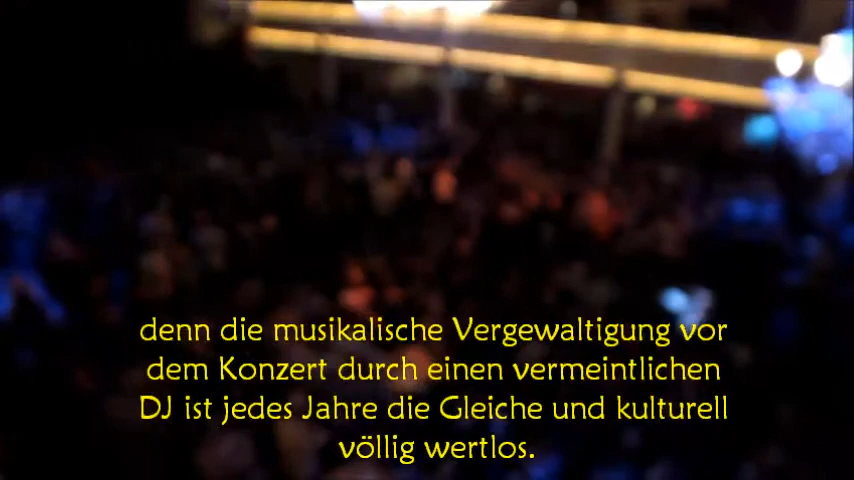 denn die musikalische Vergewaltigung vor
dem Konzert durch einen vermeintlichen
DJ ist jedes Jahre die Gleiche und kulturell
völlig wertlos.